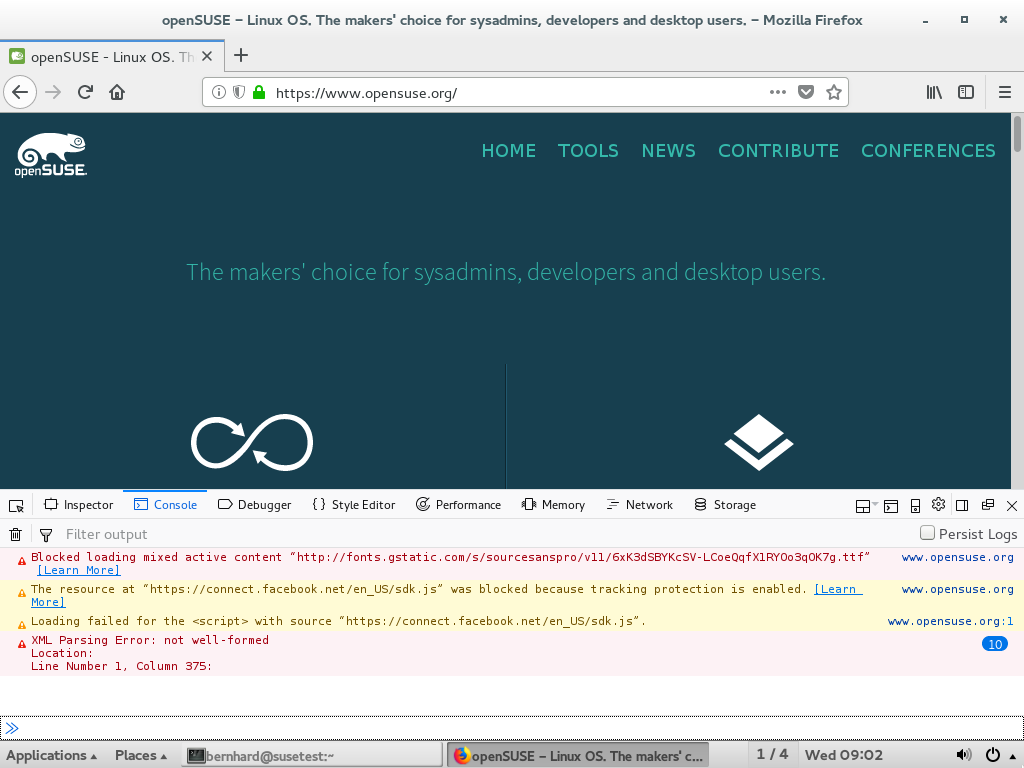 openSUSE – Linux OS. The makers' choice for sysadmins, developers and desktop users. – Mozilla Firefox
openSUSE - Linux OS. Th
https://www.opensuse.org/
openSUSE.
HOME TOOLS NEWS CONTRIBUTE CONFERENCES
The makers' choice for sysadmins, developers and desktop users.
Inspector Console Debugger Style Editor Performance Memory Network Storage
Filter output Persist Logs
Blocked loading mixed active content “http://fonts.gstatic.com/s/sourcesanspro/v11/6xK3dSBYKcSV-LCoeQqfX1RYOo3qOK7g.ttf” www.opensuse.org
[Learn More]
The resource at “https://connect.facebook.net/en_US/sdk.js” was blocked because tracking protection is enabled. [Learn www.opensuse.org
More]
Loading failed for the <script> with source “https://connect.facebook.net/en_US/sdk.js”. www.opensuse.org:1
XML Parsing Error: not well-formed 10
Location:
Line Number 1, Column 375:
Applications Places bernhard@susetest:~ openSUSE – Linux OS. The makers' c... 1 / 4 Wed 09:02